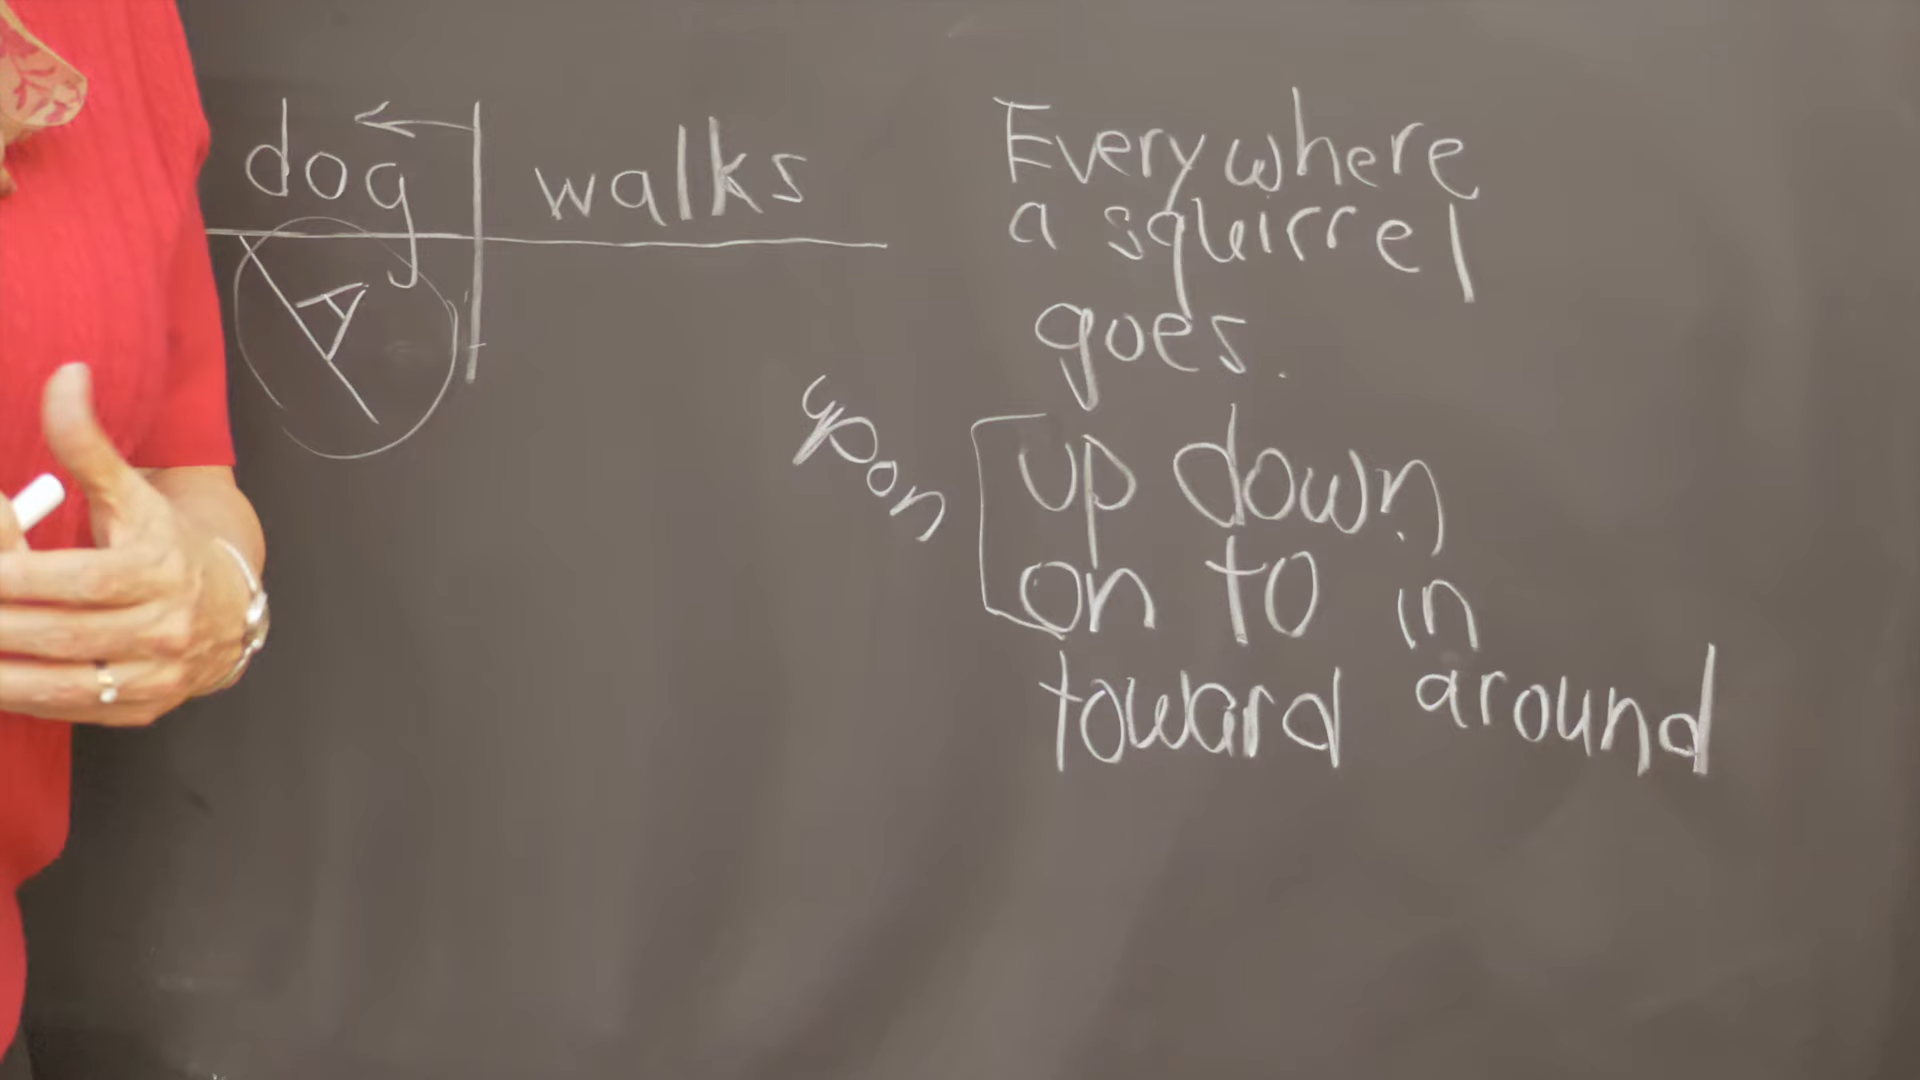 dog walks
A
Everywhere
a squirrel
goes.
upon
up down
on to in
toward around